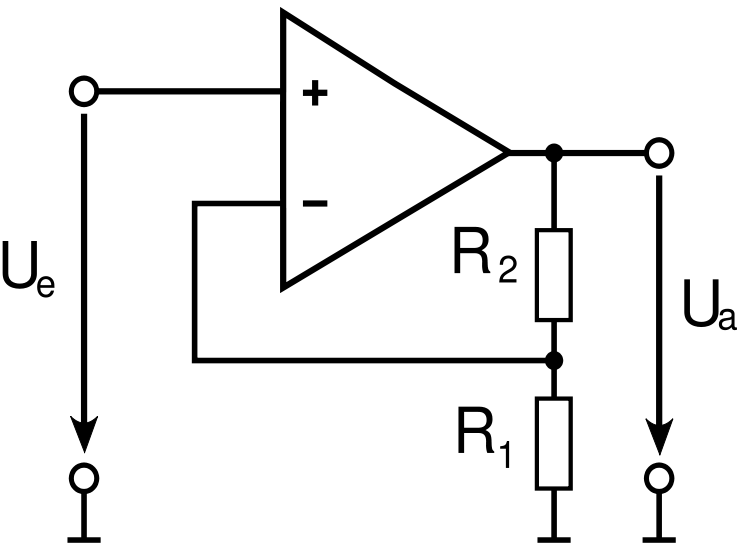 +
−
R2
Ue
Ua
R1